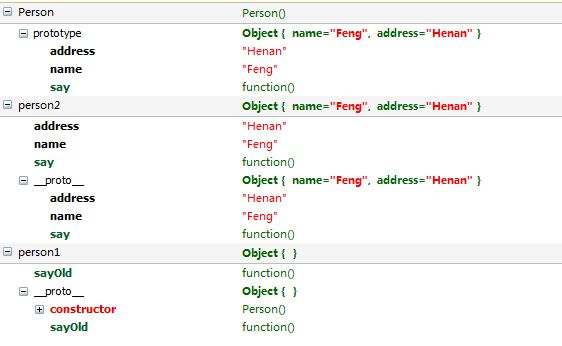 Person Person()
prototype Object { name="Feng", address="Henan" }
address "Henan"
name "Feng"
say function()
person2 Object { name="Feng", address="Henan" }
address "Henan"
name "Feng"
say function()
__proto__ Object { name="Feng", address="Henan" }
address "Henan"
name "Feng"
say function()
person1 Object { }
sayOld function()
__proto__ Object { }
constructor Person()
sayOld function()